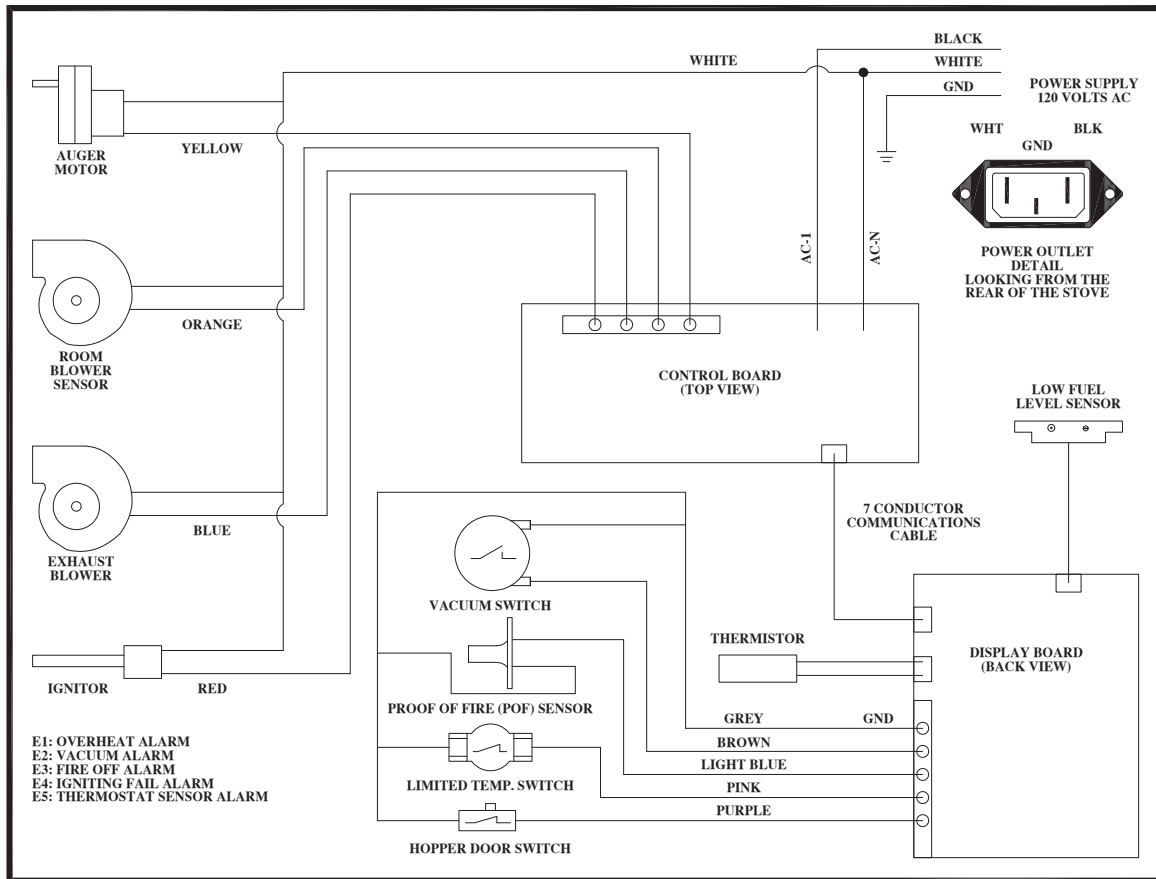 BLACK
WHITE
WHITE
GND
POWER SUPPLY
120 VOLTS AC
WHT
BLK
GND
POWER OUTLET
DETAIL
LOOKING FROM THE
REAR OF THE STOVE
AUGER
MOTOR
YELLOW
AC-1
AC-N
ROOM
BLOWER
SENSOR
ORANGE
CONTROL BOARD
(TOP VIEW)
LOW FUEL
LEVEL SENSOR
EXHAUST
BLOWER
BLUE
7 CONDUCTOR
COMMUNICATIONS
CABLE
VACUUM SWITCH
THERMISTOR
DISPLAY BOARD
(BACK VIEW)
IGNITOR
RED
PROOF OF FIRE (POF) SENSOR
GREY
GND
BROWN
LIGHT BLUE
PINK
PURPLE
LIMITED TEMP. SWITCH
HOPPER DOOR SWITCH
E1: OVERHEAT ALARM
E2: VACUUM ALARM
E3: FIRE OFF ALARM
E4: IGNITING FAIL ALARM
E5: THERMOSTAT SENSOR ALARM